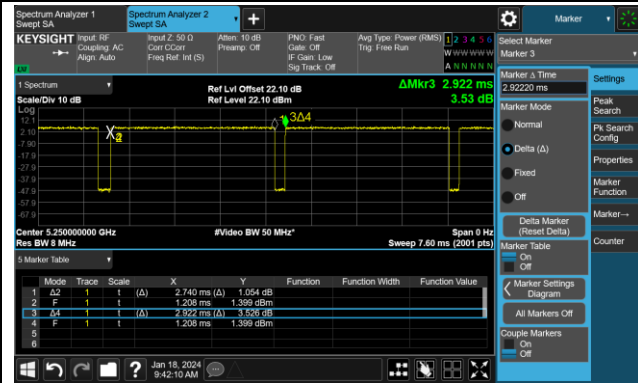 Spectrum Analyzer 1
Swept SA
Spectrum Analyzer 2
Swept SA
+
Marker
KEYSIGHT
Input: RF
Coupling: AC
Align: Auto
Input Z: 50 Ω
Corr CCorr
Freq Ref: Int (S)
Atten: 10 dB
Preamp: Off
PNO: Fast
Gate: Off
IF Gain: Low
Sig Track: Off
Avg Type: Power (RMS)
Trig: Free Run
1 2 3 4 5 6
W W W W W W
A N N N N N
Select Marker
Marker 3
1 Spectrum
Scale/Div 10 dB
Log
Ref Lvl Offset 22.10 dB
Ref Level 22.10 dBm
ΔMkr3 2.922 ms
3.53 dB
12.1
2.10
-7.90
-17.9
-27.9
-37.9
-47.9
-57.9
-67.9
3Δ4
Center 5.250000000 GHz
Res BW 8 MHz
#Video BW 50 MHz*
Span 0 Hz
Sweep 7.60 ms (2001 pts)
5 Marker Table
Mode Trace Scale X Y Function Function Width Function Value
1 Δ2 1 t (Δ) 2.740 ms (Δ) 1.054 dB
2 F 1 t 1.208 ms 1.399 dBm
3 Δ4 1 t (Δ) 2.922 ms (Δ) 3.526 dB
4 F 1 t 1.208 ms 1.399 dBm
5
6
Marker Δ Time
2.92220 ms
Marker Mode
Normal
Delta (Δ)
Fixed
Off
Delta Marker
(Reset Delta)
Marker Table
On
Off
Marker Settings
Diagram
All Markers Off
Couple Markers
On
Off
Settings
Peak
Search
Pk Search
Config
Properties
Marker
Function
Marker→
Counter
?
Jan 18, 2024
9:42:10 AM